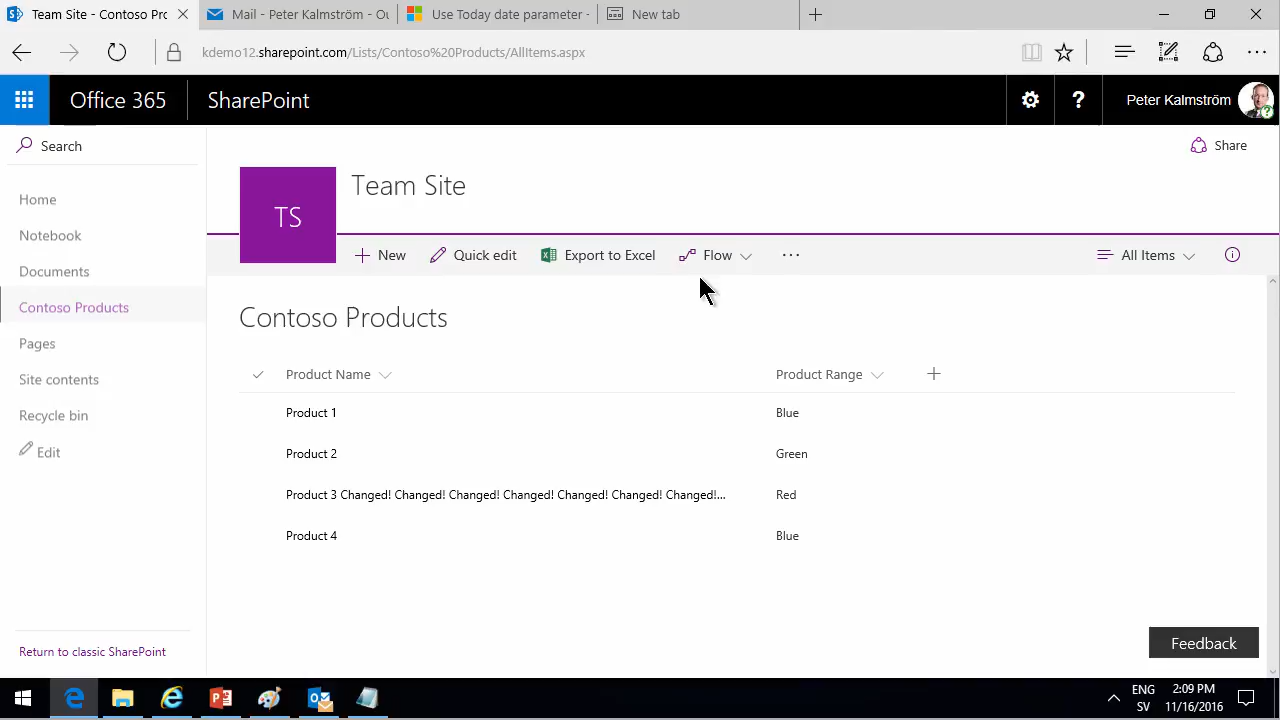 Team Site - Contoso Prc
Mail - Peter Kalmström - Ou
Use Today date parameter -
New tab
kdemo12.sharepoint.com/Lists/Contoso%20Products/AllItems.aspx
Office 365
SharePoint
Peter Kalmström
Search
Share
Home
Notebook
Documents
Contoso Products
Pages
Site contents
Recycle bin
Edit
Return to classic SharePoint
TS
Team Site
New
Quick edit
Export to Excel
Flow
All Items
Contoso Products
Product Name
Product Range
Product 1
Blue
Product 2
Green
Product 3 Changed! Changed! Changed! Changed! Changed! Changed! Changed!...
Red
Product 4
Blue
Feedback
ENG
SV
2:09 PM
11/16/2016